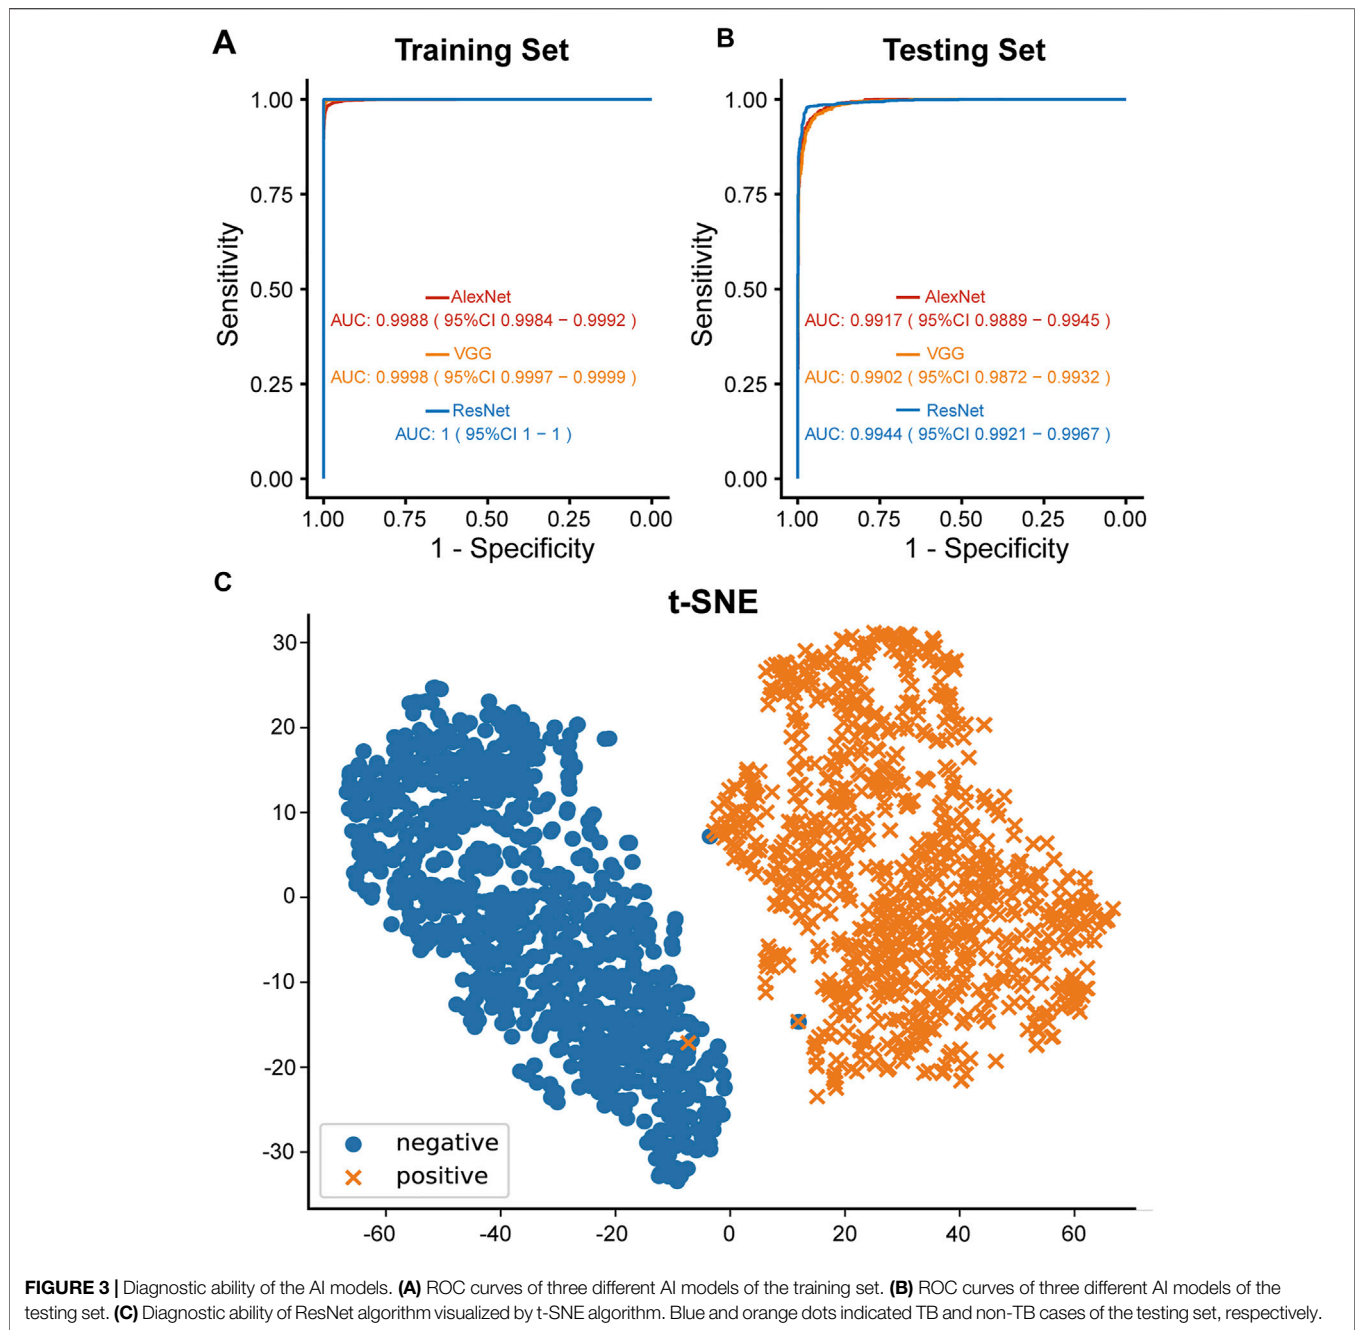 A
Training Set
1.00
0.75
0.50
0.25
0.00
Sensitivity
AlexNet
AUC: 0.9988 ( 95%CI 0.9984 − 0.9992 )
VGG
AUC: 0.9998 ( 95%CI 0.9997 − 0.9999 )
ResNet
AUC: 1 ( 95%CI 1 − 1 )
1.00 0.75 0.50 0.25 0.00
1 - Specificity
B
Testing Set
1.00
0.75
0.50
0.25
0.00
Sensitivity
AlexNet
AUC: 0.9917 ( 95%CI 0.9889 − 0.9945 )
VGG
AUC: 0.9902 ( 95%CI 0.9872 − 0.9932 )
ResNet
AUC: 0.9944 ( 95%CI 0.9921 − 0.9967 )
1.00 0.75 0.50 0.25 0.00
1 - Specificity
C
t-SNE
30
20
10
0
-10
-20
-30
negative
positive
-60 -40 -20 0 20 40 60
FIGURE 3 | Diagnostic ability of the AI models. (A) ROC curves of three different AI models of the training set. (B) ROC curves of three different AI models of the
testing set. (C) Diagnostic ability of ResNet algorithm visualized by t-SNE algorithm. Blue and orange dots indicated TB and non-TB cases of the testing set, respectively.